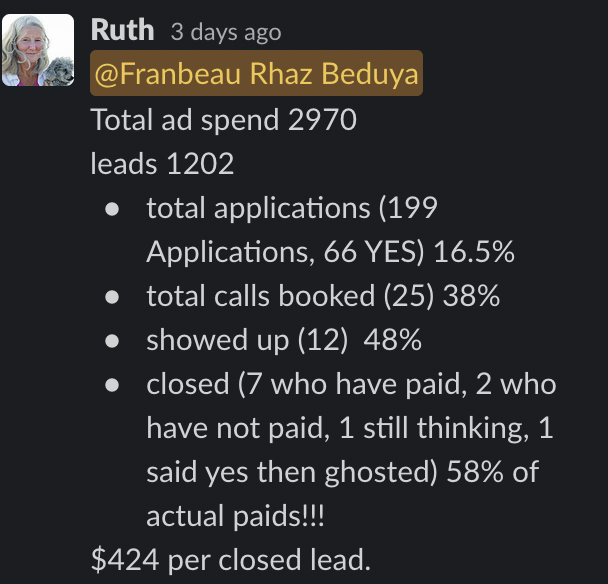 Ruth 3 days ago
@Franbeau Rhaz Beduya
Total ad spend 2970
leads 1202
• total applications (199
Applications, 66 YES) 16.5%
• total calls booked (25) 38%
• showed up (12) 48%
• closed (7 who have paid, 2 who
have not paid, 1 still thinking, 1
said yes then ghosted) 58% of
actual paids!!!
$424 per closed lead.